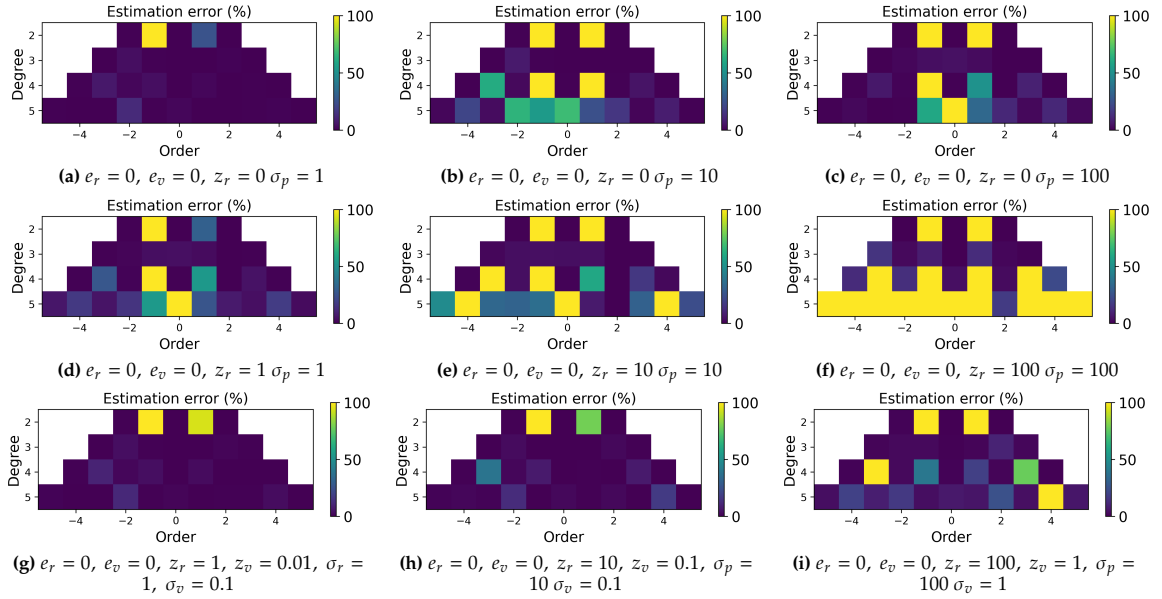 Estimation error (%)
Degree
2
3
4
5
−4 −2 0 2 4
Order
100
50
0
(a) e_r = 0, e_v = 0, z_r = 0 σ_p = 1
Estimation error (%)
Degree
2
3
4
5
−4 −2 0 2 4
Order
100
50
0
(b) e_r = 0, e_v = 0, z_r = 0 σ_p = 10
Estimation error (%)
Degree
2
3
4
5
−4 −2 0 2 4
Order
100
50
0
(c) e_r = 0, e_v = 0, z_r = 0 σ_p = 100
Estimation error (%)
Degree
2
3
4
5
−4 −2 0 2 4
Order
100
50
0
(d) e_r = 0, e_v = 0, z_r = 1 σ_p = 1
Estimation error (%)
Degree
2
3
4
5
−4 −2 0 2 4
Order
100
50
0
(e) e_r = 0, e_v = 0, z_r = 10 σ_p = 10
Estimation error (%)
Degree
2
3
4
5
−4 −2 0 2 4
Order
100
50
0
(f) e_r = 0, e_v = 0, z_r = 100 σ_p = 100
Estimation error (%)
Degree
2
3
4
5
−4 −2 0 2 4
Order
100
50
0
(g) e_r = 0, e_v = 0, z_r = 1, z_v = 0.01, σ_r =
1, σ_v = 0.1
Estimation error (%)
Degree
2
3
4
5
−4 −2 0 2 4
Order
100
50
0
(h) e_r = 0, e_v = 0, z_r = 10, z_v = 0.1, σ_p =
10 σ_v = 0.1
Estimation error (%)
Degree
2
3
4
5
−4 −2 0 2 4
Order
100
50
0
(i) e_r = 0, e_v = 0, z_r = 100, z_v = 1, σ_p =
100 σ_v = 1